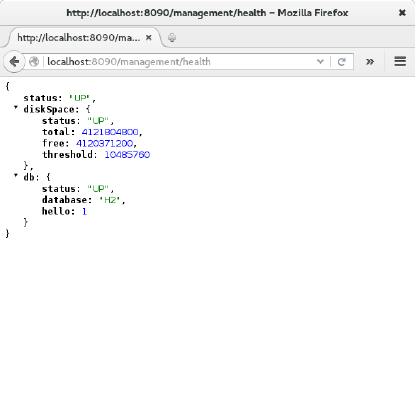 http://localhost:8090/management/health - Mozilla Firefox
http://localhost:8090/ma...
localhost:8090/management/health
{
status: "UP",
diskSpace: {
status: "UP",
total: 4121804800,
free: 4120371200,
threshold: 10485760
},
db: {
status: "UP",
database: "H2",
hello: 1
}
}